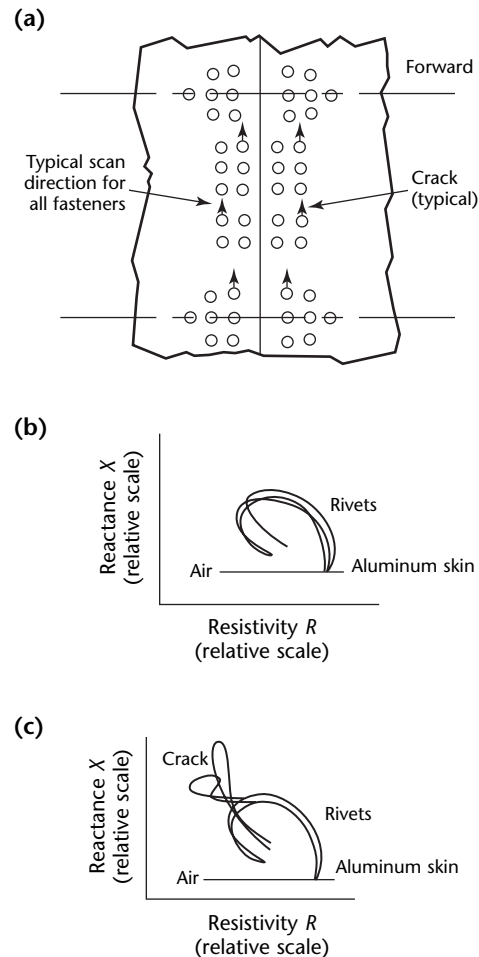 (a)
Forward
Typical scan
direction for
all fasteners
Crack
(typical)
(b)
Reactance X
(relative scale)
Rivets
Air
Aluminum skin
Resistivity R
(relative scale)
(c)
Reactance X
(relative scale)
Crack
Rivets
Air
Aluminum skin
Resistivity R
(relative scale)